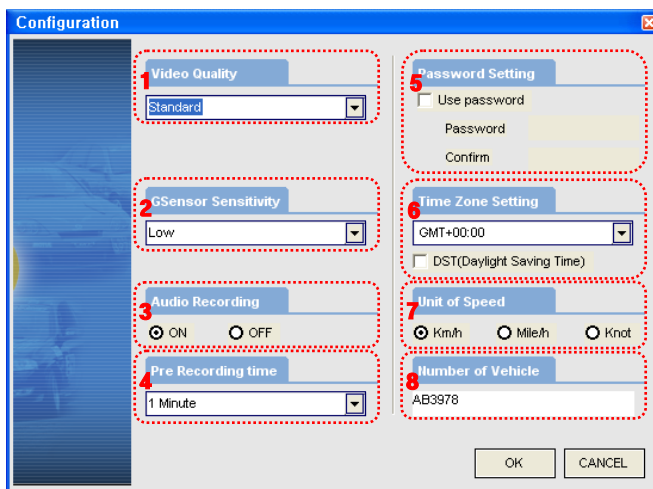 Configuration
1 Video Quality
Standard
2 GSensor Sensitivity
Low
3 Audio Recording
ON OFF
4 Pre Recording time
1 Minute
5 Password Setting
Use password
Password
Confirm
6 Time Zone Setting
GMT+00:00
DST(Daylight Saving Time)
7 Unit of Speed
Km/h Mile/h Knot
8 Number of Vehicle
AB3978
OK CANCEL